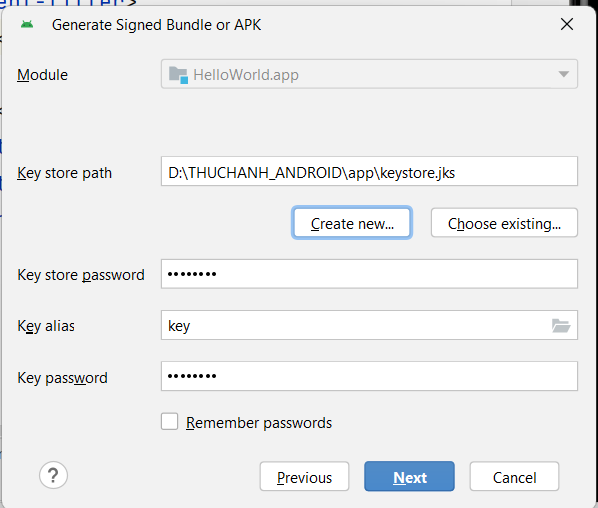 Generate Signed Bundle or APK
Module
HelloWorld.app
Key store path
D:\THUCHANH_ANDROID\app\keystore.jks
Create new...
Choose existing...
Key store password
••••••••
Key alias
key
Key password
••••••••
Remember passwords
?
Previous
Next
Cancel